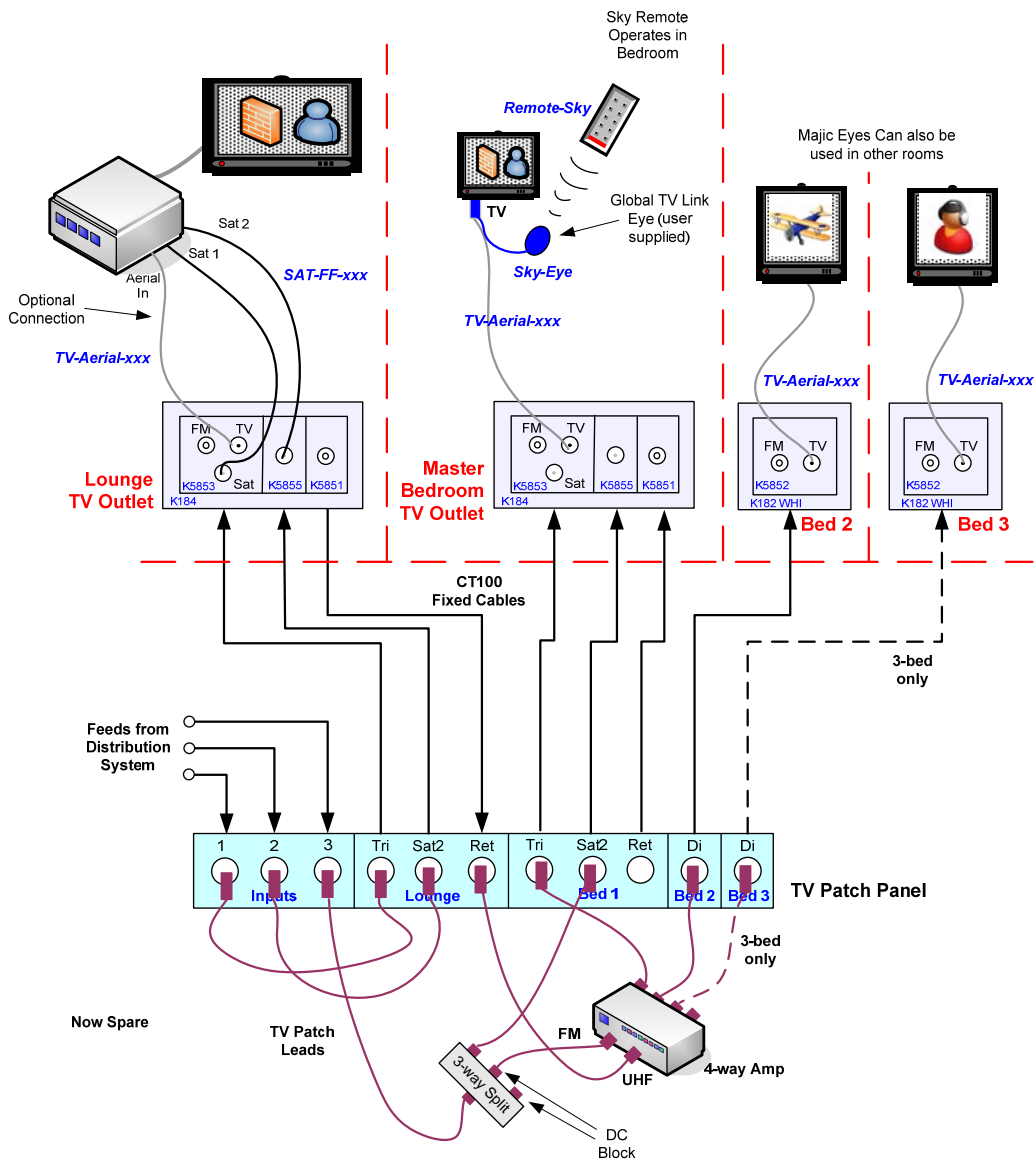 Sky Remote
Operates in
Bedroom
Remote-Sky
Majic Eyes Can also be
used in other rooms
TV
Global TV Link
Eye (user
supplied)
Sky-Eye
Sat 2
Sat 1
Aerial
In
SAT-FF-xxx
Optional
Connection
TV-Aerial-xxx
TV-Aerial-xxx
TV-Aerial-xxx
TV-Aerial-xxx
FM
TV
Sat
K5853
K5855
K5851
K184
Lounge
TV Outlet
FM
TV
Sat
K5853
K5855
K5851
K184
Master
Bedroom
TV Outlet
FM
TV
K5852
K182 WHI
Bed 2
FM
TV
K5852
K182 WHI
Bed 3
CT100
Fixed Cables
3-bed
only
Feeds from
Distribution
System
1
2
3
Tri
Sat2
Ret
Tri
Sat2
Ret
Di
Di
Inputs
Lounge
Bed 1
Bed 2
Bed 3
TV Patch Panel
3-bed
only
Now Spare
TV Patch
Leads
FM
UHF
4-way Amp
3-way Split
DC
Block